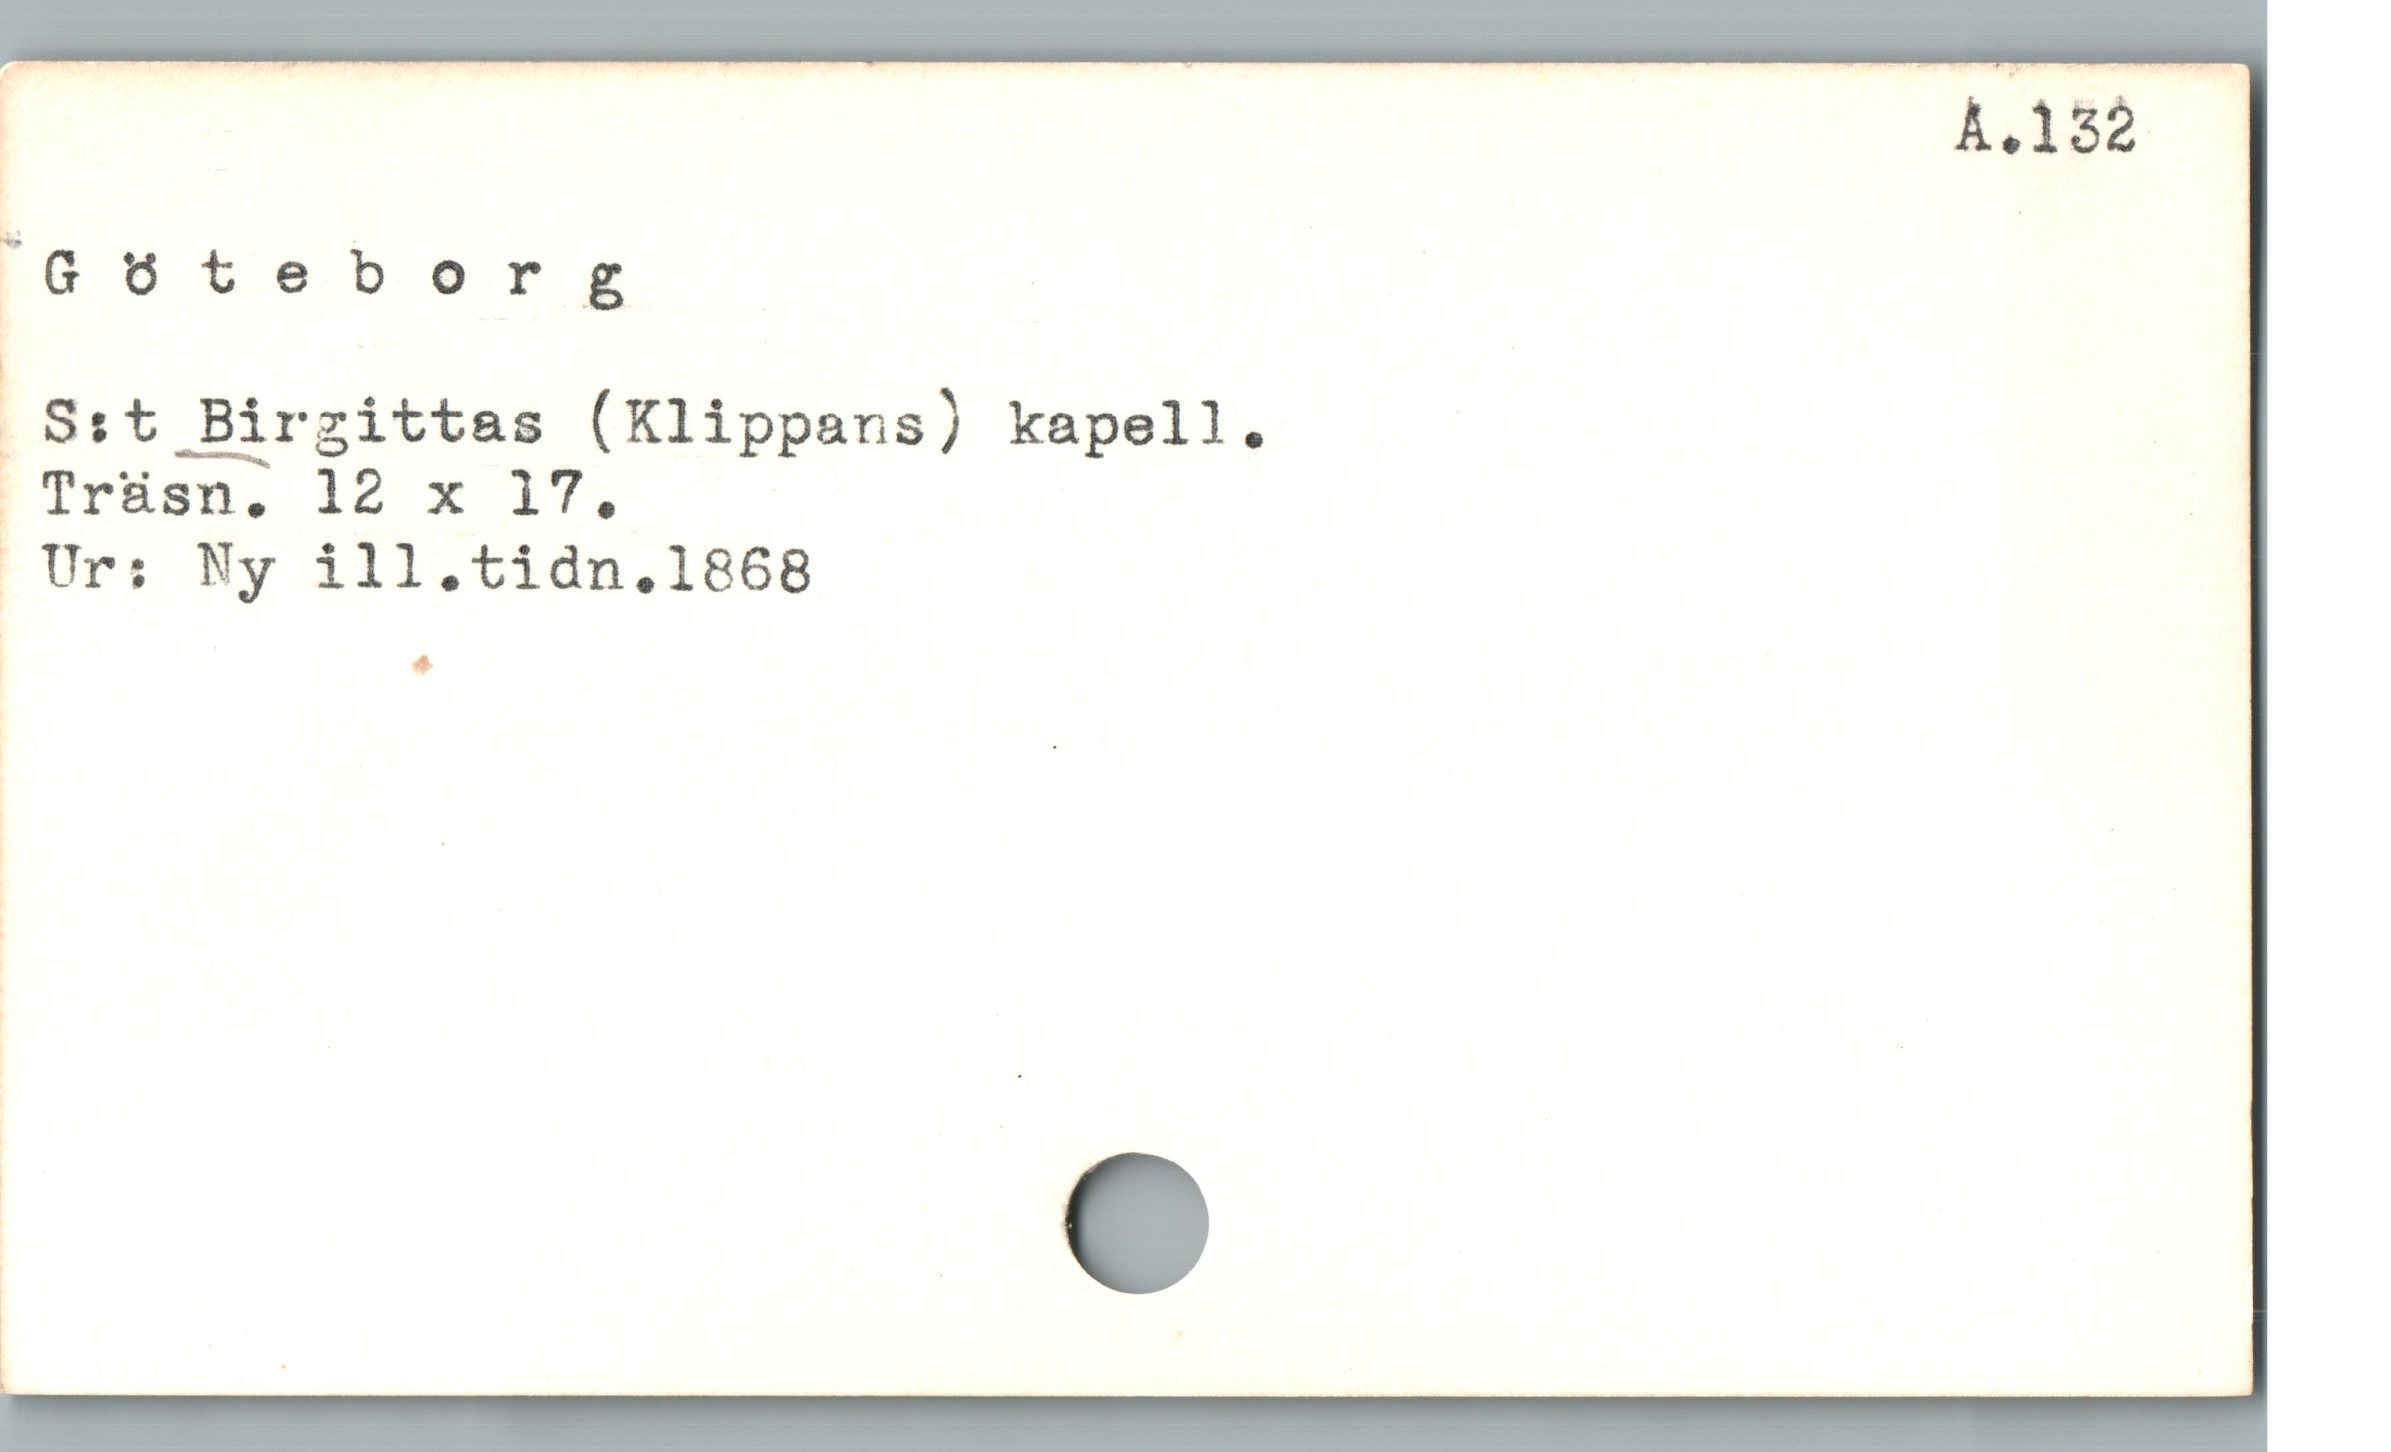 A.132
G ö t e b o r g
S:t Birgittas (Klippans) kapell.
Träsn. 12 x 17.
Ur: Ny ill.tidn.1868